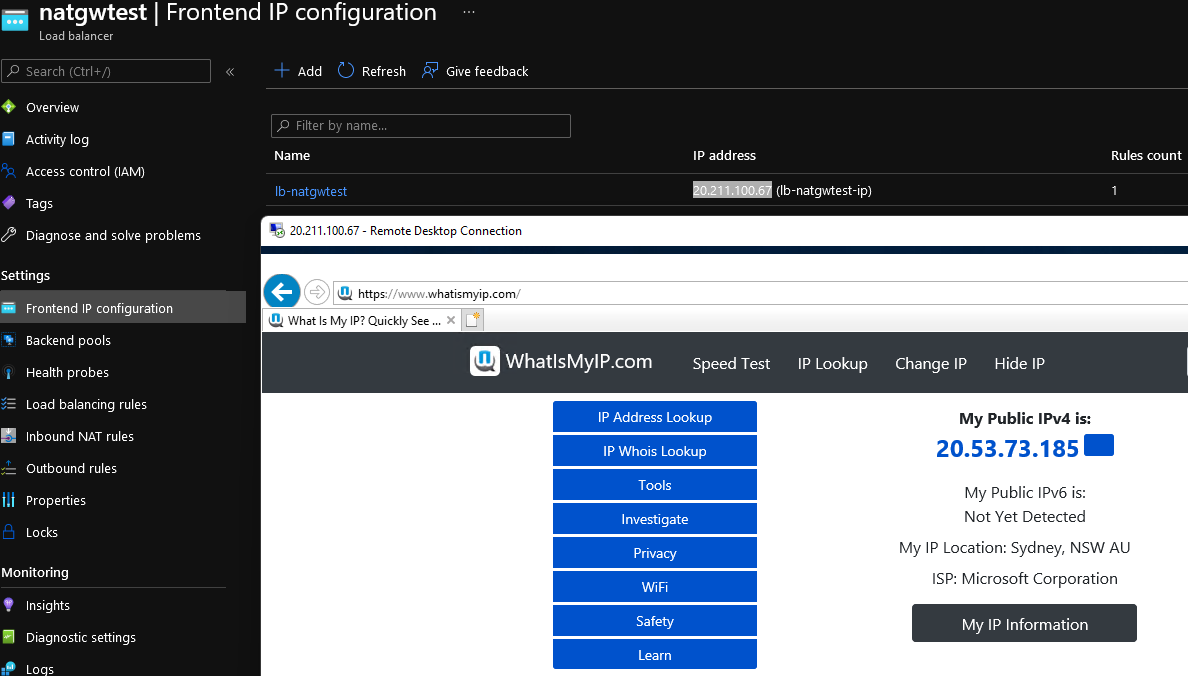 natgwtest | Frontend IP configuration ...
Load balancer
Search (Ctrl+/) «
Add Refresh Give feedback
Overview
Activity log
Access control (IAM)
Tags
Diagnose and solve problems
Settings
Frontend IP configuration
Backend pools
Health probes
Load balancing rules
Inbound NAT rules
Outbound rules
Properties
Locks
Monitoring
Insights
Diagnostic settings
Logs
Filter by name...
Name IP address Rules count
lb-natgwtest 20.211.100.67 (lb-natgwtest-ip) 1
20.211.100.67 - Remote Desktop Connection
https://www.whatismyip.com/
What Is My IP? Quickly See ...
WhatIsMyIP.com Speed Test IP Lookup Change IP Hide IP
IP Address Lookup
IP Whois Lookup
Tools
Investigate
Privacy
WiFi
Safety
Learn
My Public IPv4 is:
20.53.73.185
My Public IPv6 is:
Not Yet Detected
My IP Location: Sydney, NSW AU
ISP: Microsoft Corporation
My IP Information